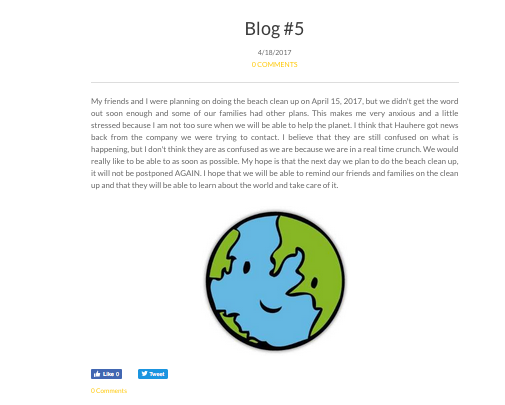 Blog #5
4/18/2017
0 COMMENTS
My friends and I were planning on doing the beach clean up on April 15, 2017, but we didn't get the word
out soon enough and some of our families had other plans. This makes me very anxious and a little
stressed because I am not too sure when we will be able to help the planet. I think that Hauhere got news
back from the company we were trying to contact. I believe that they are still confused on what is
happening, but I don't think they are as confused as we are because we are in a real time crunch. We would
really like to be able to as soon as possible. My hope is that the next day we plan to do the beach clean up,
it will not be postponed AGAIN. I hope that we will be able to remind our friends and families on the clean
up and that they will be able to learn about the world and take care of it.
Like 0
Tweet
0 Comments